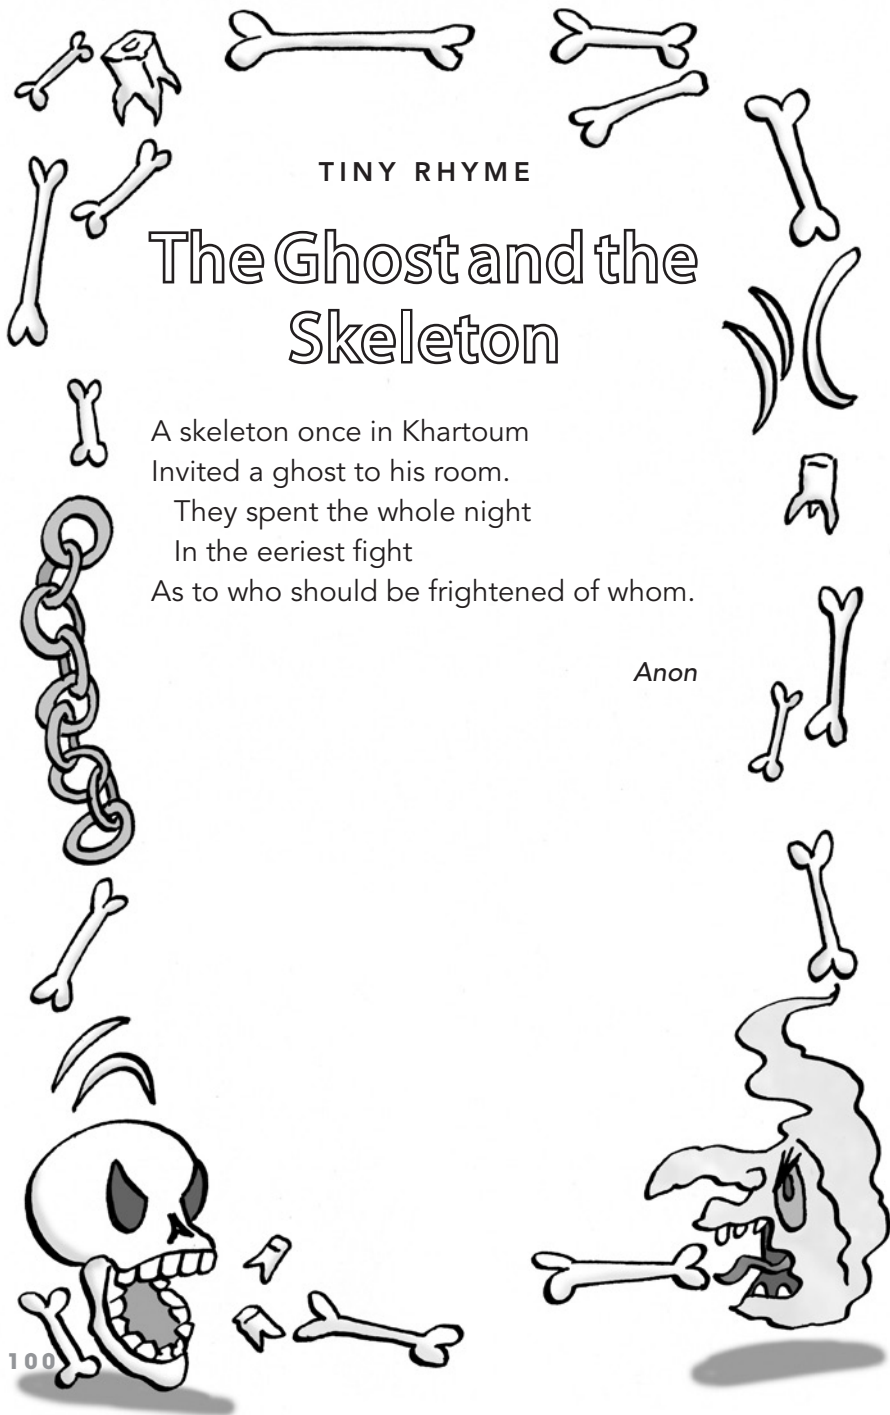 TINY RHYME
The Ghost and the
Skeleton
A skeleton once in Khartoum
Invited a ghost to his room.
They spent the whole night
In the eeriest fight
As to who should be frightened of whom.
Anon
100